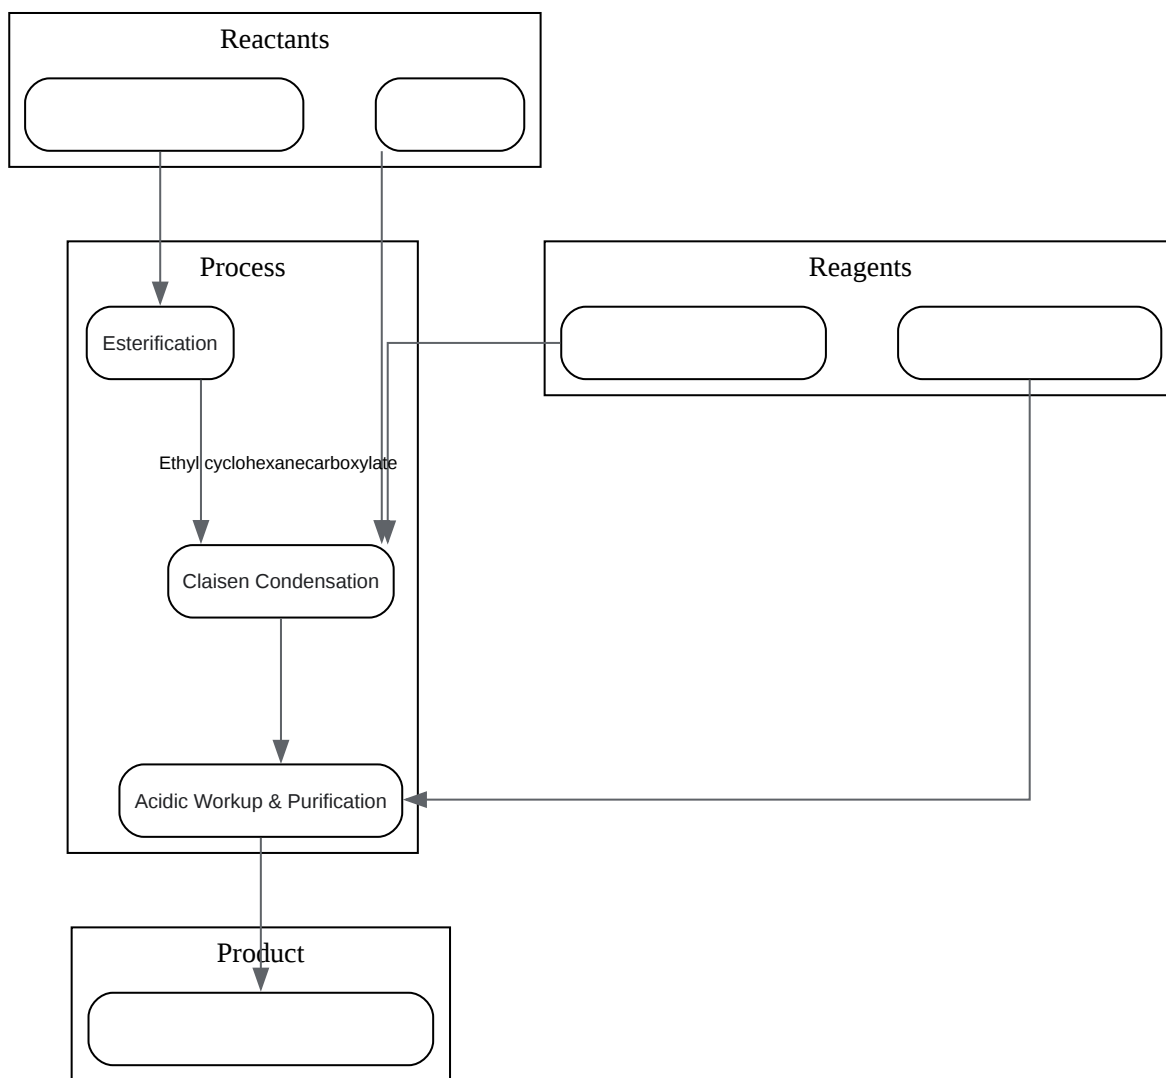 Reactants
Process
Reagents
Esterification
Ethyl cyclohexanecarboxylate
Claisen Condensation
Acidic Workup & Purification
Product